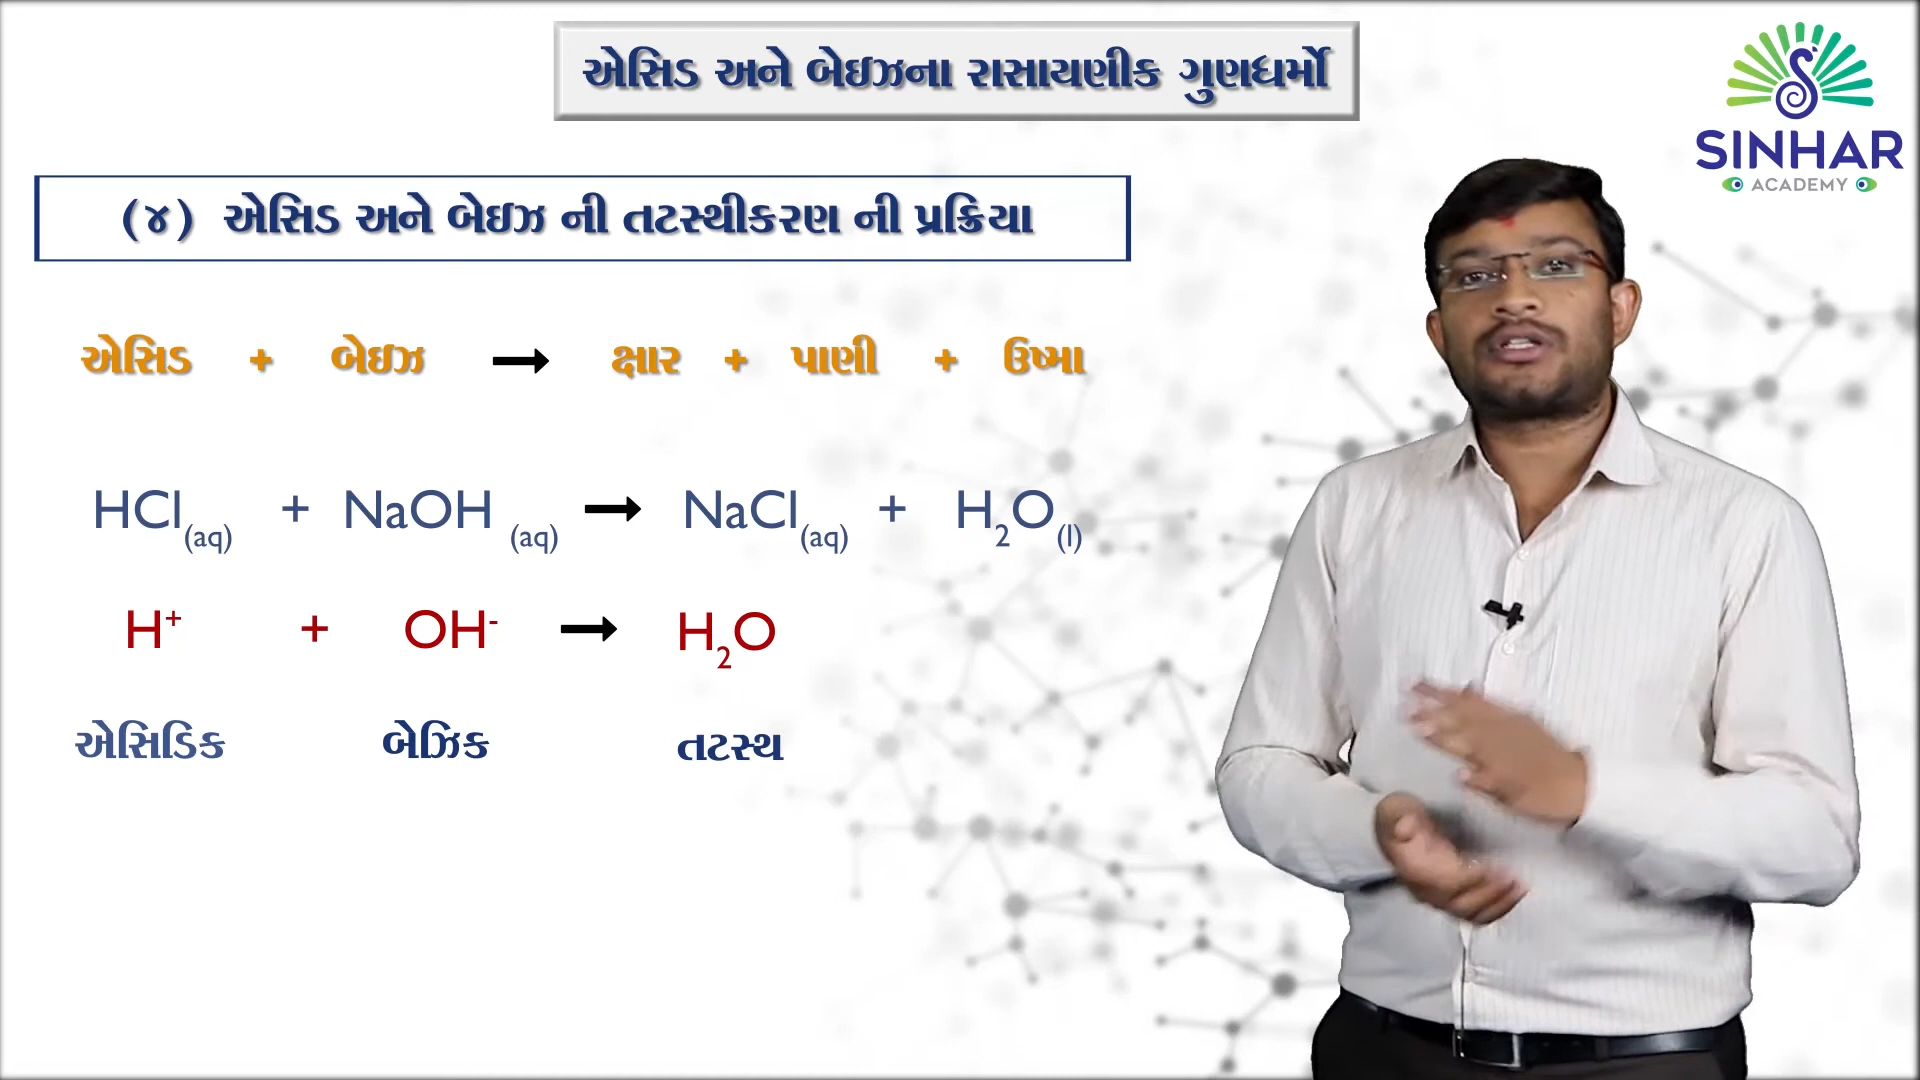 એસિડ અને બેઇઝના રાસાયણીક ગુણધર્મો
SINHAR
ACADEMY
(૪) એસિડ અને બેઇઝ ની તટસ્થીકરણ ની પ્રક્રિયા
એસિડ + બેઇઝ → ક્ષાર + પાણી + ઉષ્મા
HCl(aq) + NaOH (aq) → NaCl(aq) + H2O(l)
H+ + OH- → H2O
એસિડિક બેઝિક તટસ્થ